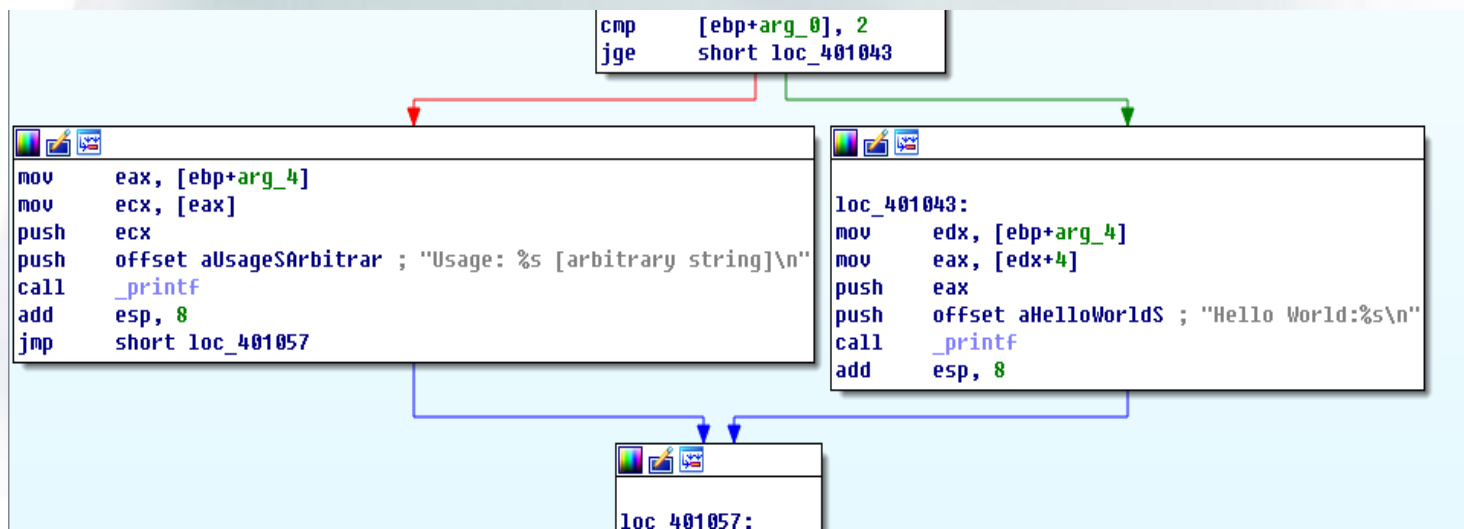 cmp [ebp+arg_0], 2
jge short loc_401043
mov eax, [ebp+arg_4]
mov ecx, [eax]
push ecx
push offset aUsageSArbitrar ; "Usage: %s [arbitrary string]\n"
call _printf
add esp, 8
jmp short loc_401057
loc_401043:
mov edx, [ebp+arg_4]
mov eax, [edx+4]
push eax
push offset aHelloWorldS ; "Hello World:%s\n"
call _printf
add esp, 8
loc_401057: